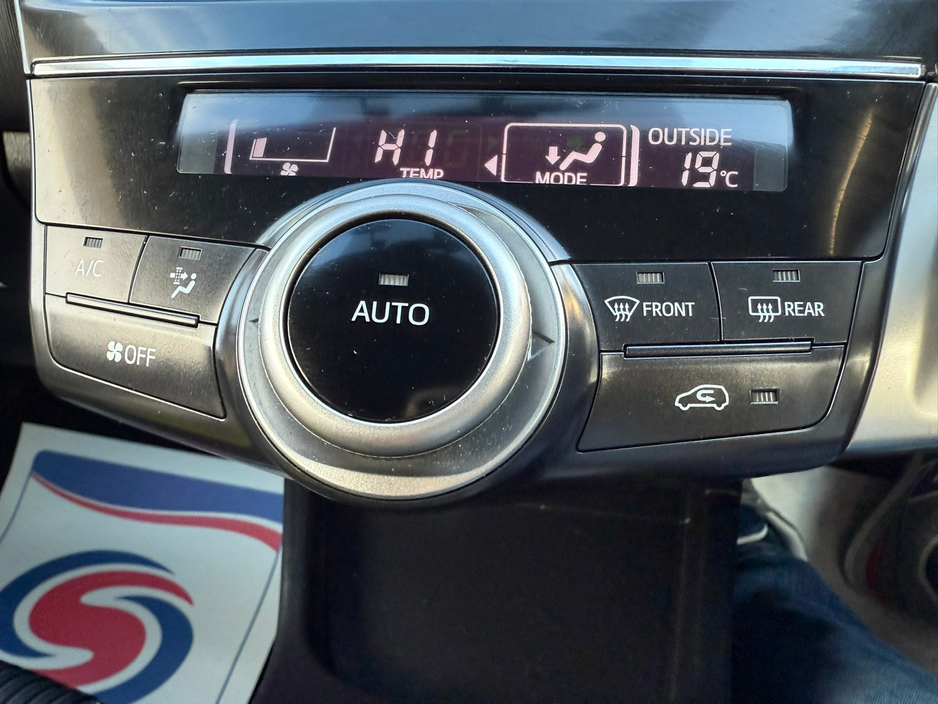 HI
TEMP
MODE
OUTSIDE
19°C
A/C
AUTO
FRONT
REAR
OFF